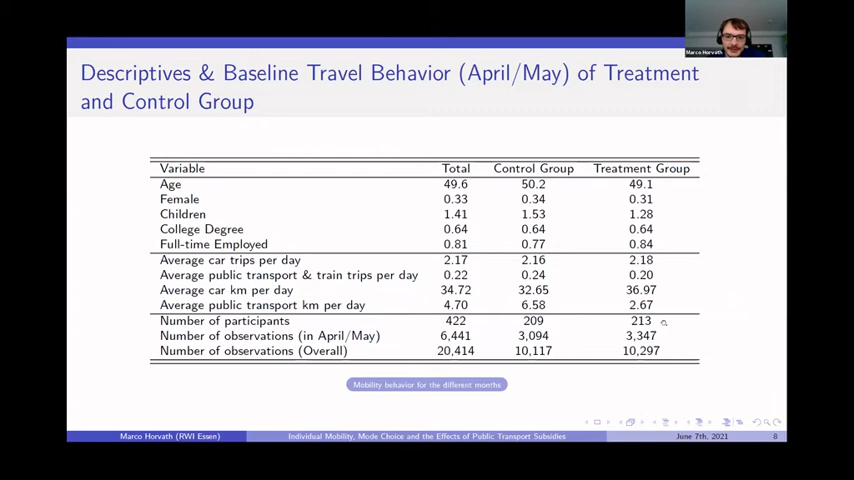 Marco Horvath
Descriptives & Baseline Travel Behavior (April/May) of Treatment
and Control Group
Variable Total Control Group Treatment Group
Age 49.6 50.2 49.1
Female 0.33 0.34 0.31
Children 1.41 1.53 1.28
College Degree 0.64 0.64 0.64
Full-time Employed 0.81 0.77 0.84
Average car trips per day 2.17 2.16 2.18
Average public transport & train trips per day 0.22 0.24 0.20
Average car km per day 34.72 32.65 36.97
Average public transport km per day 4.70 6.58 2.67
Number of participants 422 209 213
Number of observations (in April/May) 6,441 3,094 3,347
Number of observations (Overall) 20,414 10,117 10,297
Mobility behavior for the different months
Marco Horvath (RWI Essen) Individual Mobility, Mode Choice and the Effects of Public Transport Subsidies June 7th, 2021 8